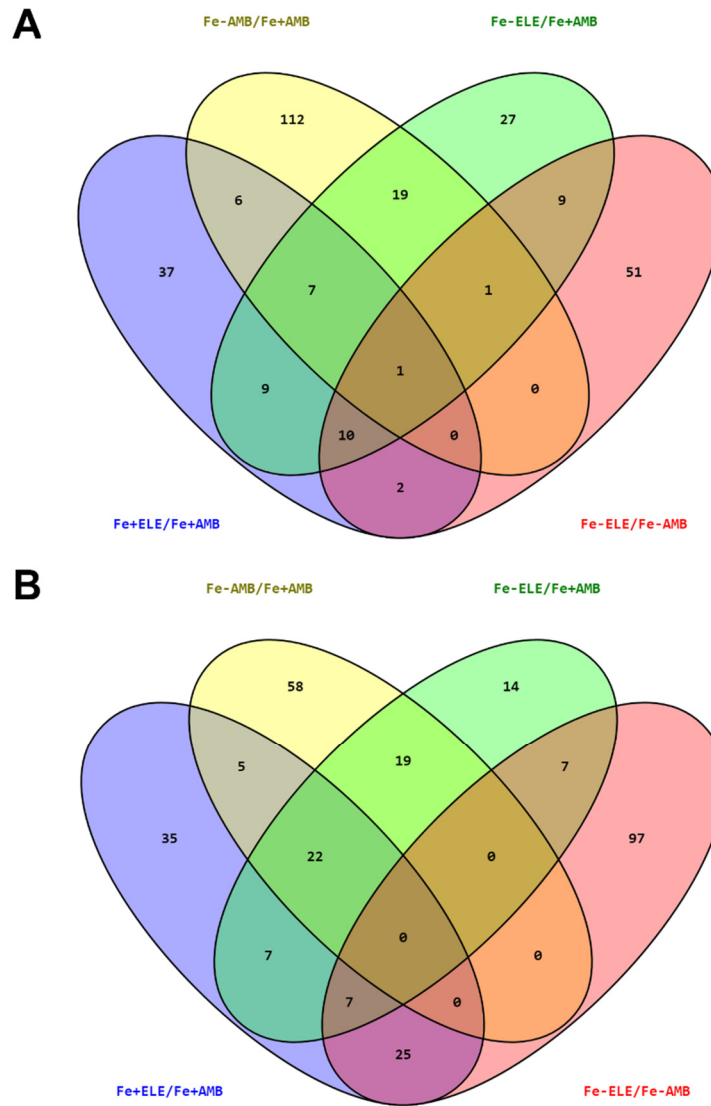 A
Fe-AMB/Fe+AMB Fe-ELE/Fe+AMB
112 27
6 19 9
37 7 1 51
1
9 0
10 0
2
Fe+ELE/Fe+AMB Fe-ELE/Fe-AMB
B
Fe-AMB/Fe+AMB Fe-ELE/Fe+AMB
58 14
5 19 7
35 22 0 97
0
7 0
7 0
25
Fe+ELE/Fe+AMB Fe-ELE/Fe-AMB